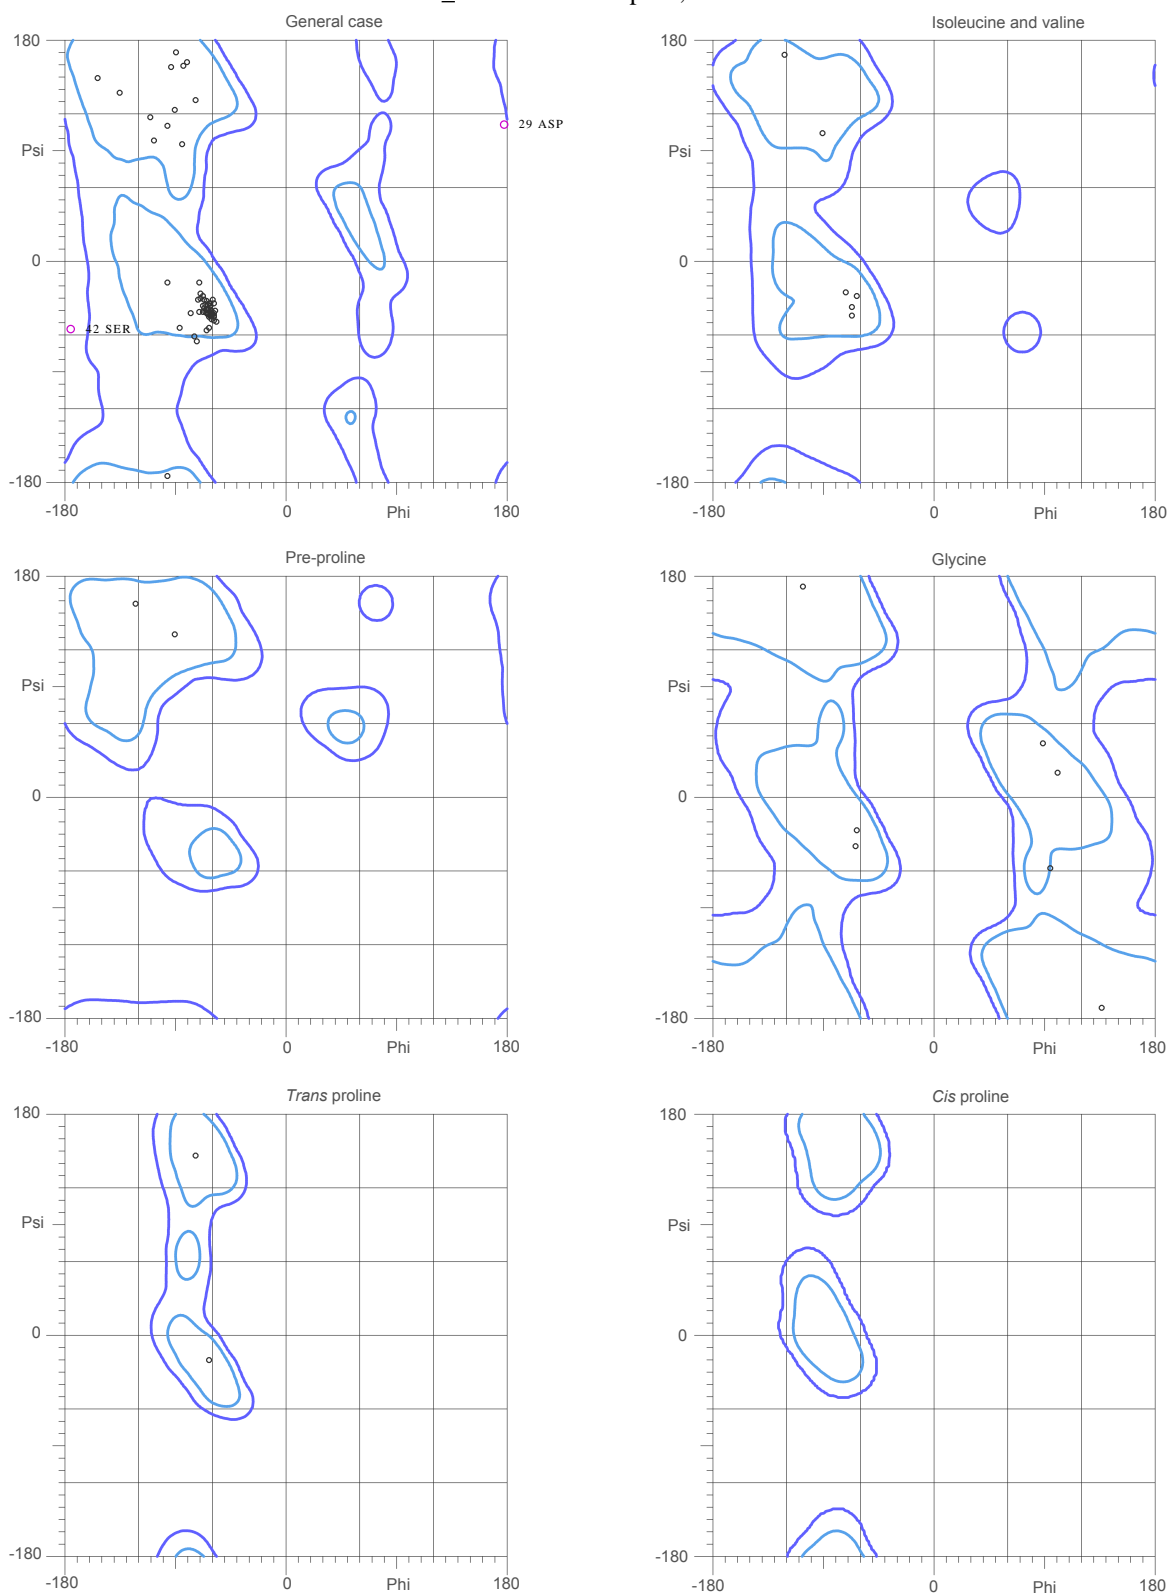 General case
Isoleucine and valine
180
180
29 ASP
Psi
Psi
0
0
42 SER
-180
-180
-180
0
Phi
180
-180
0
Phi
180
Pre-proline
Glycine
180
180
Psi
Psi
0
0
-180
-180
-180
0
Phi
180
-180
0
Phi
180
Trans proline
Cis proline
180
180
Psi
Psi
0
0
-180
-180
-180
0
Phi
180
-180
0
Phi
180